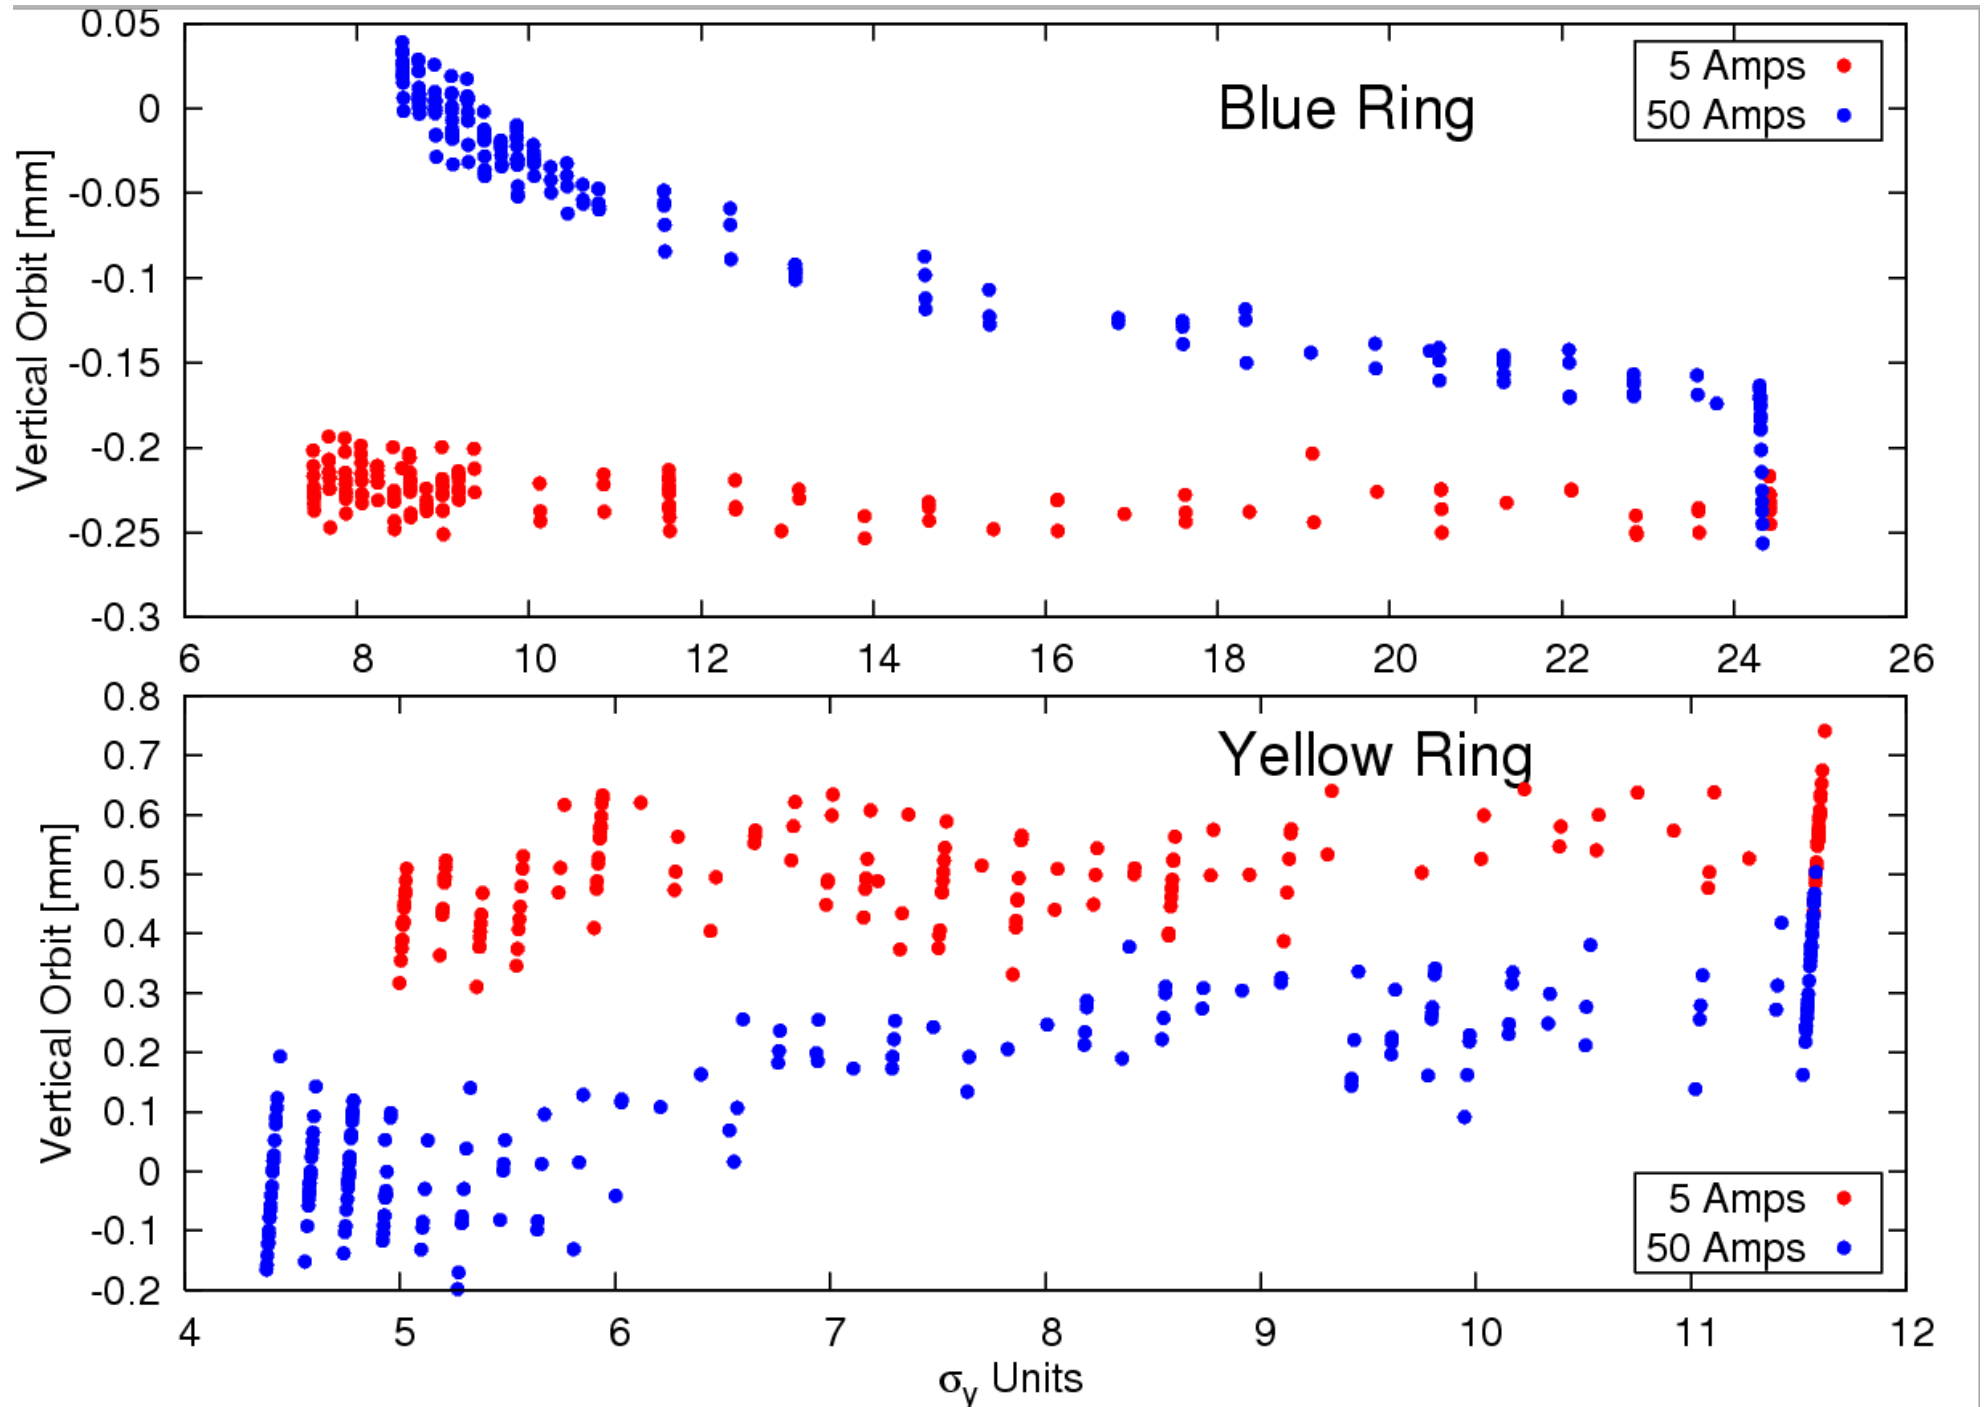 0.05
0
-0.05
-0.1
-0.15
-0.2
-0.25
-0.3
Vertical Orbit [mm]
Blue Ring
5 Amps
50 Amps
6 8 10 12 14 16 18 20 22 24 26
0.8
0.7
0.6
0.5
0.4
0.3
0.2
0.1
0
-0.1
-0.2
Vertical Orbit [mm]
Yellow Ring
5 Amps
50 Amps
4 5 6 7 8 9 10 11 12
σy Units